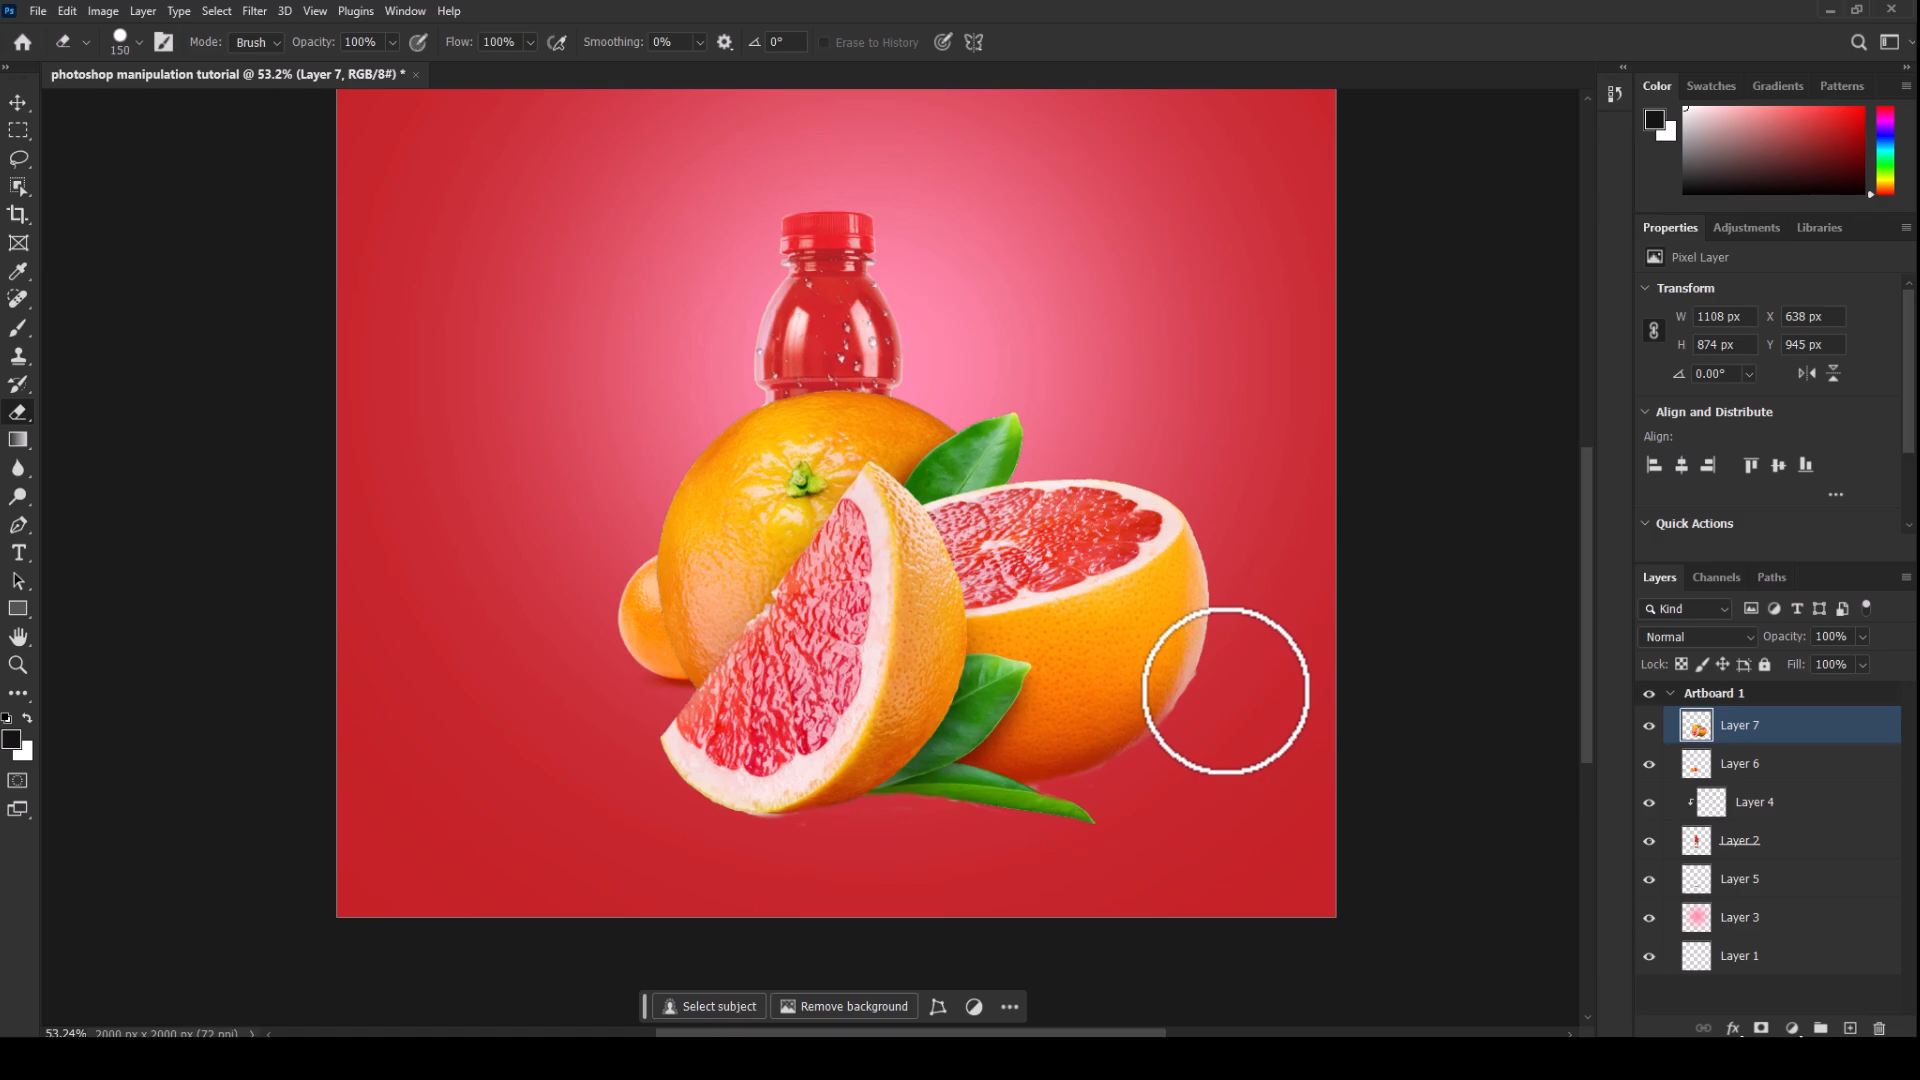 Ps File Edit Image Layer Type Select Filter 3D View Plugins Window Help
150 Mode: Brush Opacity: 100% Flow: 100% Smoothing: 0% 0° Erase to History
photoshop manipulation tutorial @ 53.2% (Layer 7, RGB/8#) * ×
Color Swatches Gradients Patterns
Properties Adjustments Libraries
Pixel Layer
Transform
W 1108 px X 638 px
H 874 px Y 945 px
0.00°
Align and Distribute
Align:
Quick Actions
Layers Channels Paths
Kind
Normal Opacity: 100%
Lock: Fill: 100%
Artboard 1
Layer 7
Layer 6
Layer 4
Layer 2
Layer 5
Layer 3
Layer 1
Select subject Remove background
53.24% 2000 px x 2000 px (72 ppi)
fx